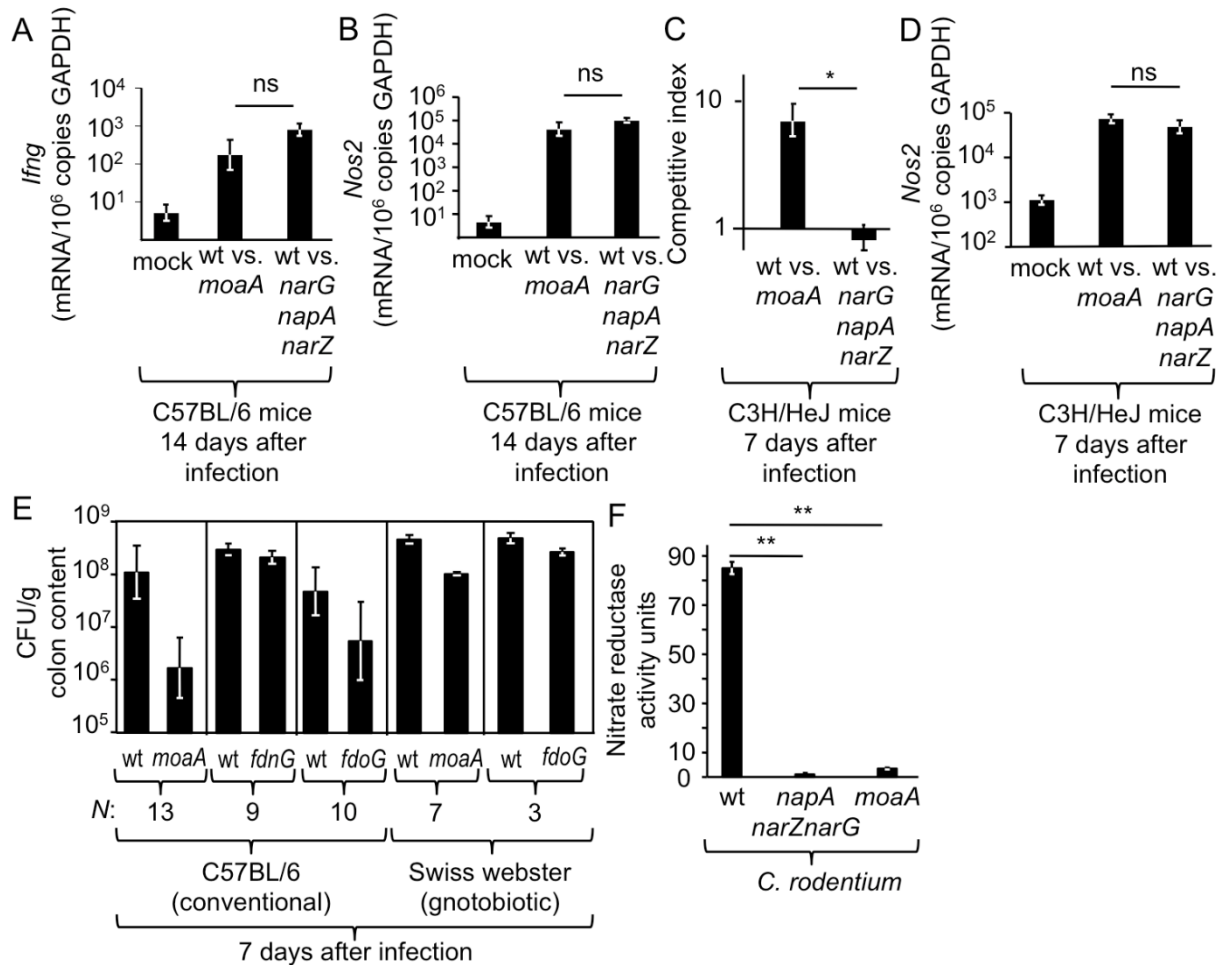 A
Ifng
(mRNA/10⁶ copies GAPDH)
10⁴
10³
10²
10¹
ns
mock
wt vs.
moaA
wt vs.
narG
napA
narZ
C57BL/6 mice
14 days after
infection
B
Nos2
(mRNA/10⁶ copies GAPDH)
10⁶
10⁵
10⁴
10³
10²
10¹
ns
mock
wt vs.
moaA
wt vs.
narG
napA
narZ
C57BL/6 mice
14 days after
infection
C
Competitive index
10
1
*
wt vs.
moaA
wt vs.
narG
napA
narZ
C3H/HeJ mice
7 days after
infection
D
Nos2
(mRNA/10⁶ copies GAPDH)
10⁵
10⁴
10³
10²
ns
mock
wt vs.
moaA
wt vs.
narG
napA
narZ
C3H/HeJ mice
7 days after
infection
E
CFU/g
colon content
10⁹
10⁸
10⁷
10⁶
10⁵
wt moaA wt fdnG wt fdoG wt moaA wt fdoG
N: 13 9 10 7 3
C57BL/6
(conventional)
Swiss webster
(gnotobiotic)
7 days after infection
F
Nitrate reductase
activity units
90
70
50
30
10
0
**
**
wt napA moaA
narZnarG
C. rodentium